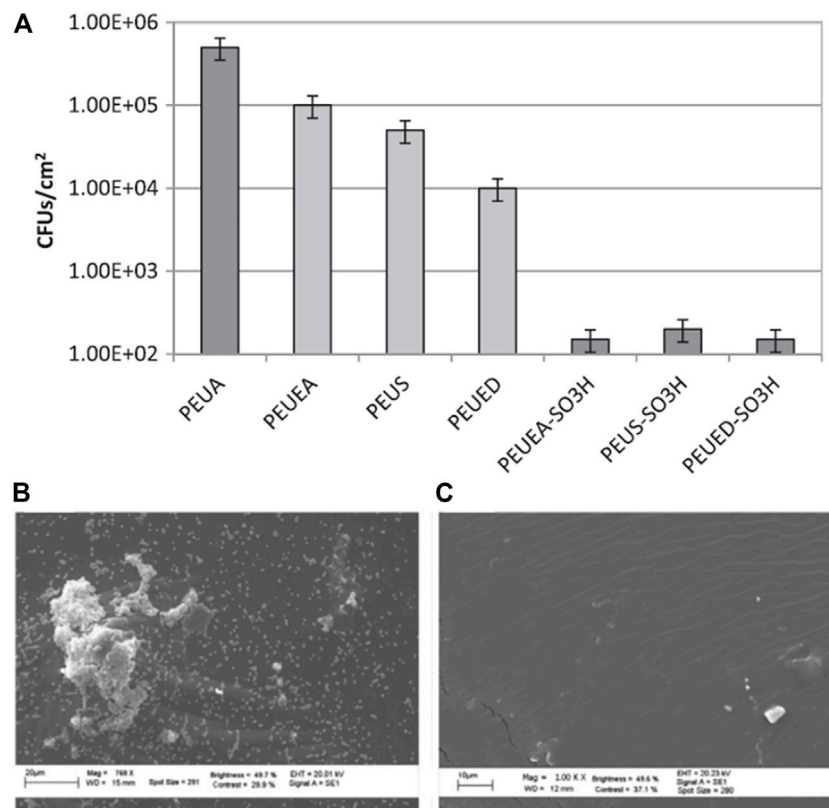 A
1.00E+06
1.00E+05
1.00E+04
1.00E+03
1.00E+02
CFUs/cm²
PEUA
PEUEA
PEUS
PEUED
PEUEA-SO3H
PEUS-SO3H
PEUED-SO3H
B
C
20µm Mag = 768 X WD = 15 mm Spot Size = 291 Brightness = 49.7 % Contrast = 29.9 % EHT = 20.01 kV Signal A = SE1
10µm Mag = 1.00 K X WD = 12 mm Brightness = 49.6 % Contrast = 37.1 % EHT = 20.23 kV Signal A = SE1 Spot Size = 280